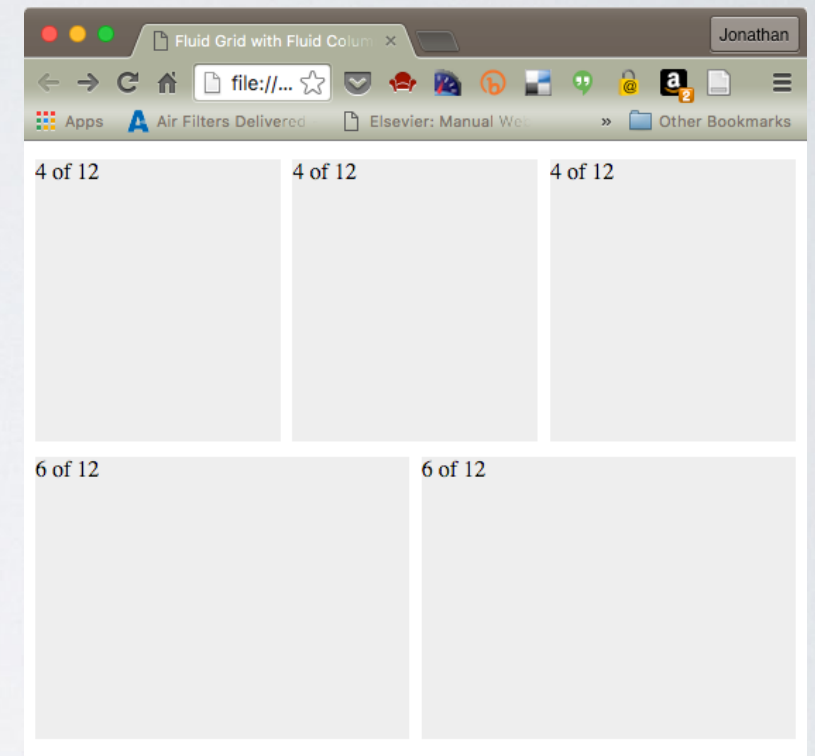 Fluid Grid with Fluid Colum
Jonathan
file://...
Apps Air Filters Delivered Elsevier: Manual We » Other Bookmarks
4 of 12 4 of 12 4 of 12
6 of 12 6 of 12